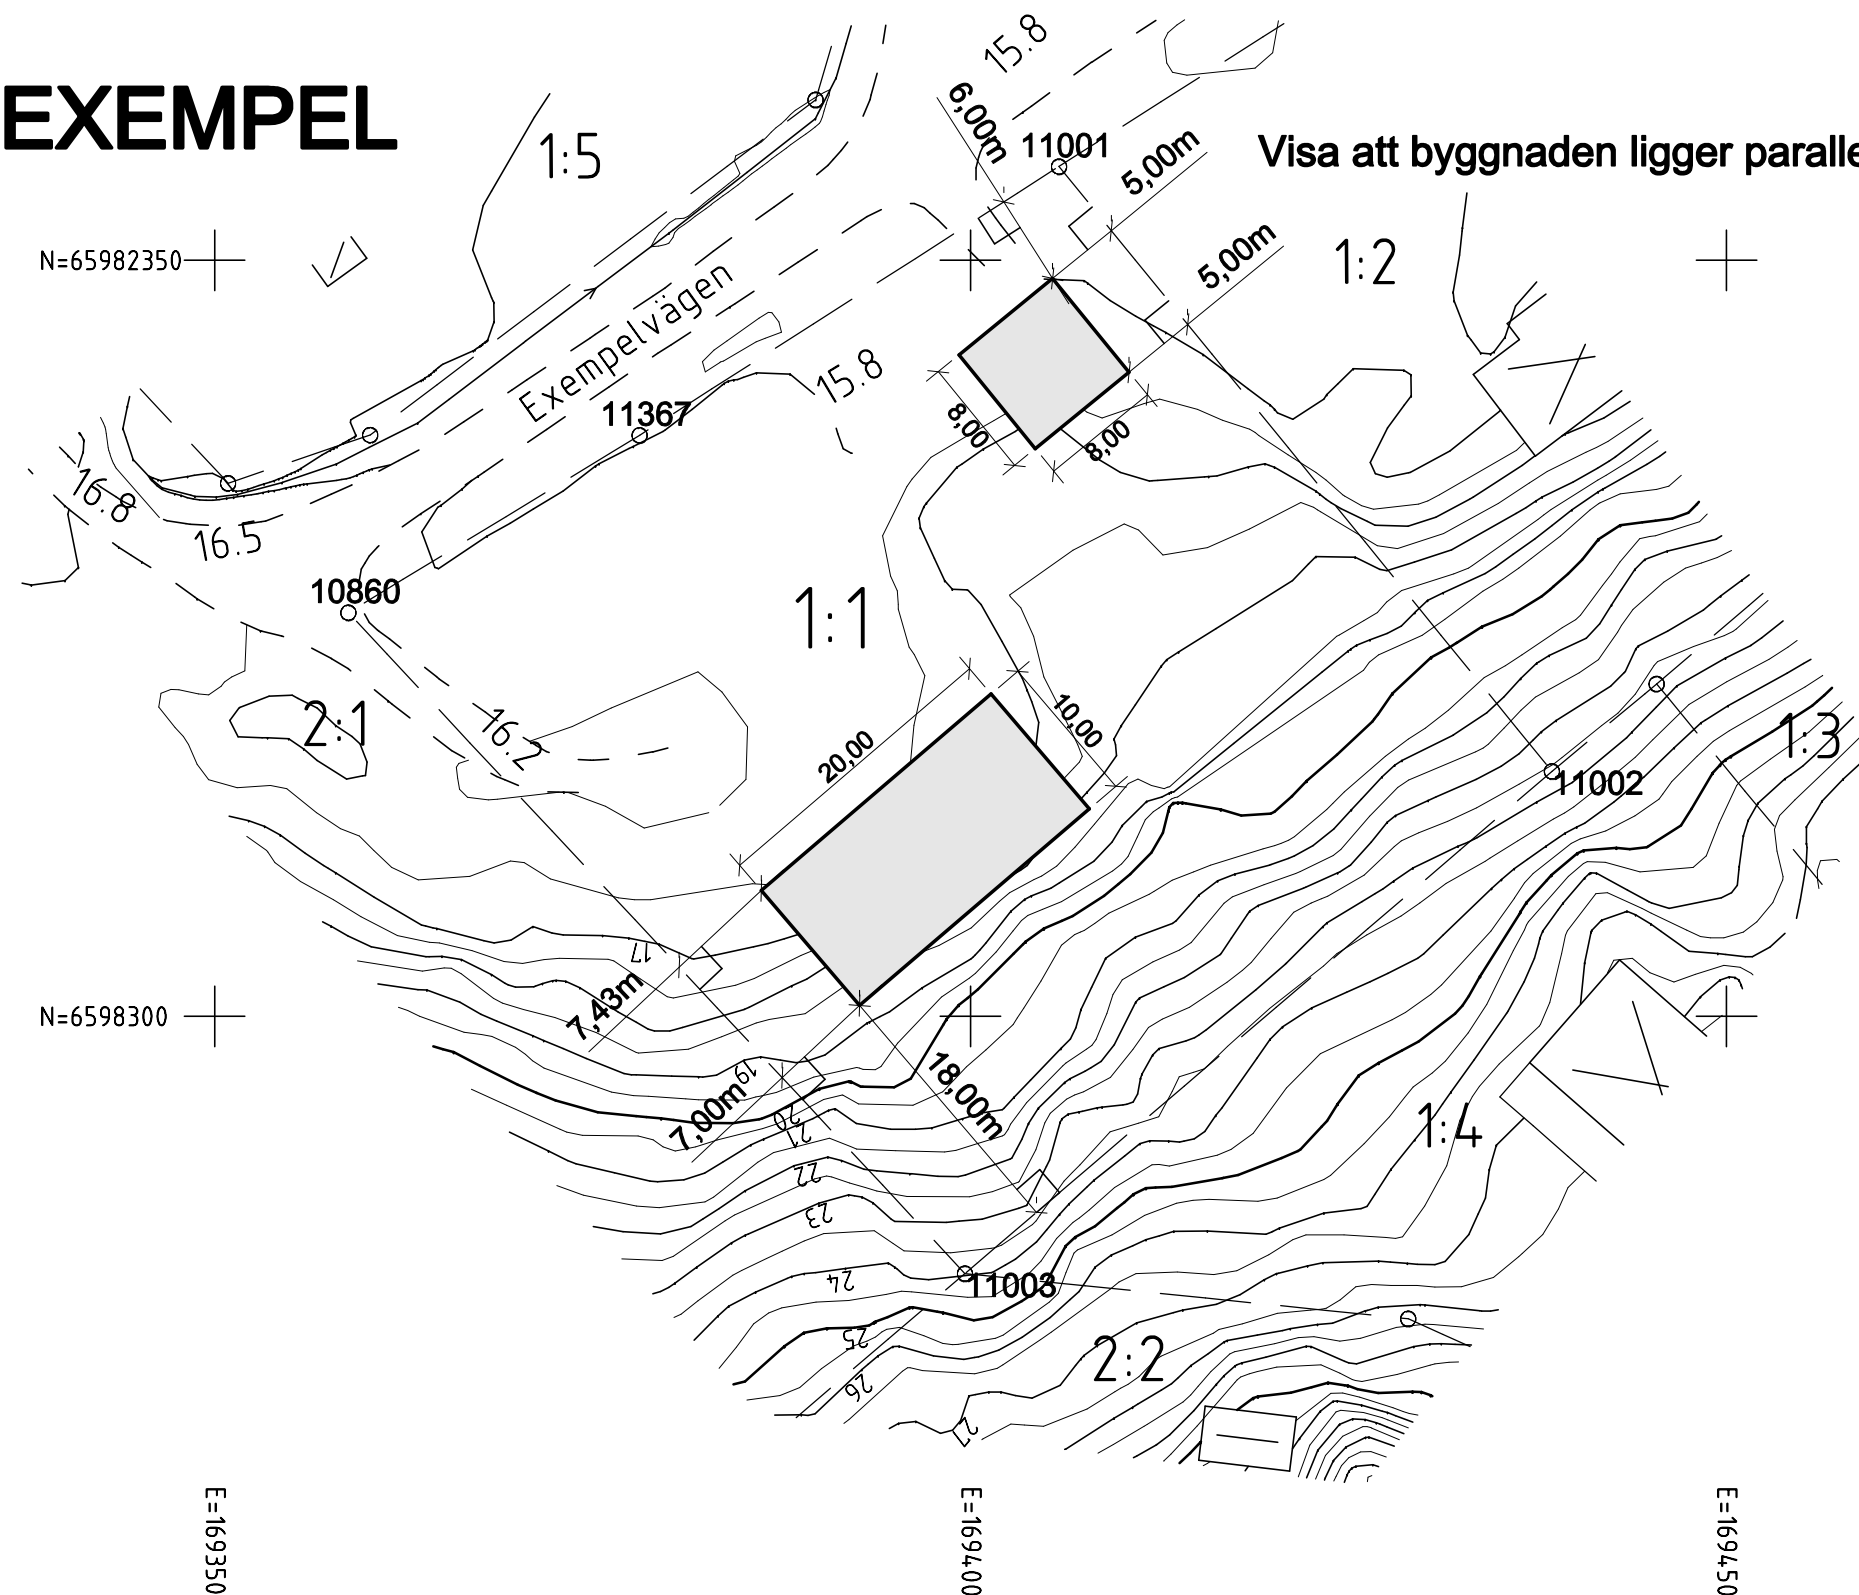 15.8
EXEMPEL
6,00m
11001
1:5
5,00m
Visa att byggnaden ligger paralle
N=65982350
5,00m
1:2
Exempelvägen
15.8
11367
8,00
8,00
16.8
16.5
10860
1:1
2:1
16.2
20,00
10,00
1:3
11002
17
7,43m
N=6598300
19
18,00m
7,00m
20
21
1:4
22
23
24
11003
25
2:2
26
27
E=169350
E=169400
E=169450